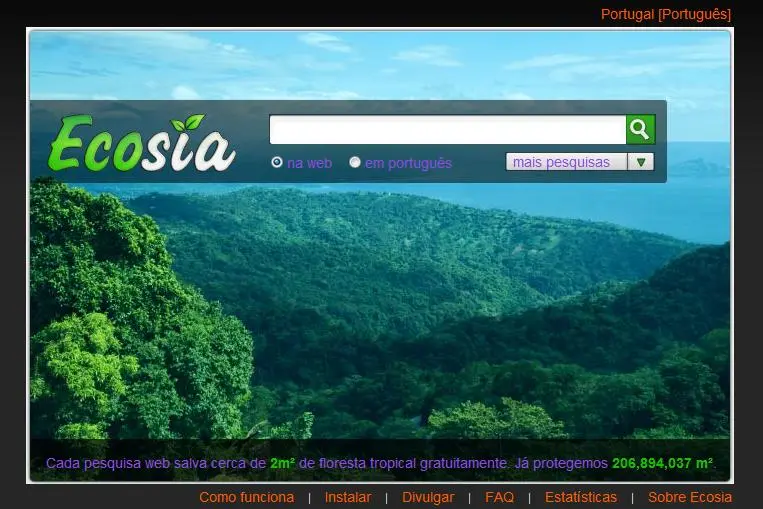 Portugal [Português]
Ecosia
na web em português mais pesquisas
Cada pesquisa web salva cerca de 2m² de floresta tropical gratuitamente. Já protegemos 206,894,037 m².
Como funciona | Instalar | Divulgar | FAQ | Estatísticas | Sobre Ecosia